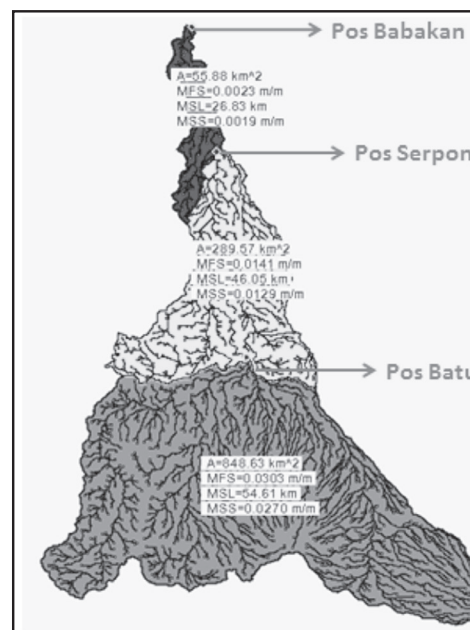 Pos Babakan
A=55.88 km^2
MFS=0.0023 m/m
MSL=26.83 km
MSS=0.0019 m/m
Pos Serpon
A=289.57 km^2
MFS=0.0141 m/m
MSL=46.05 km
MSS=0.0129 m/m
Pos Batu
A=848.63 km^2
MFS=0.0303 m/m
MSL=54.61 km
MSS=0.0270 m/m